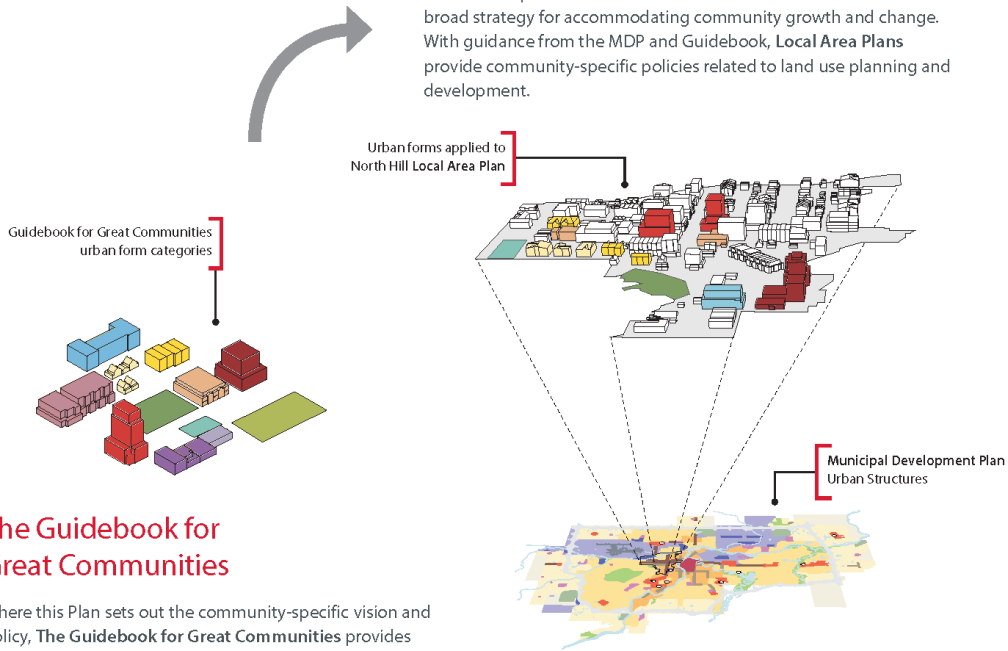 broad strategy for accommodating community growth and change.
With guidance from the MDP and Guidebook, Local Area Plans
provide community-specific policies related to land use planning and
development.
Urban forms applied to
North Hill Local Area Plan
Guidebook for Great Communities
urban form categories
Municipal Development Plan
Urban Structures
he Guidebook for
reat Communities
here this Plan sets out the community-specific vision and
olicy, The Guidebook for Great Communities provides